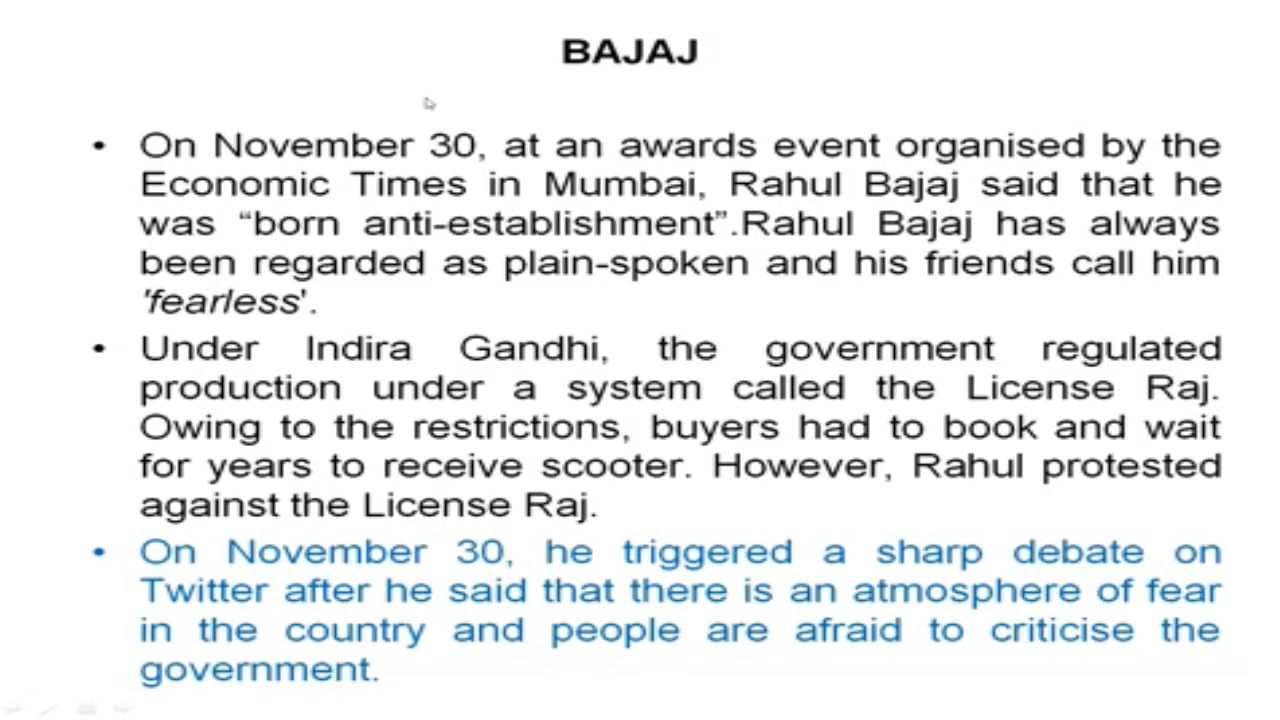 BAJAJ
• On November 30, at an awards event organised by the
Economic Times in Mumbai, Rahul Bajaj said that he
was “born anti-establishment”.Rahul Bajaj has always
been regarded as plain-spoken and his friends call him
'fearless'.
• Under Indira Gandhi, the government regulated
production under a system called the License Raj.
Owing to the restrictions, buyers had to book and wait
for years to receive scooter. However, Rahul protested
against the License Raj.
• On November 30, he triggered a sharp debate on
Twitter after he said that there is an atmosphere of fear
in the country and people are afraid to criticise the
government.